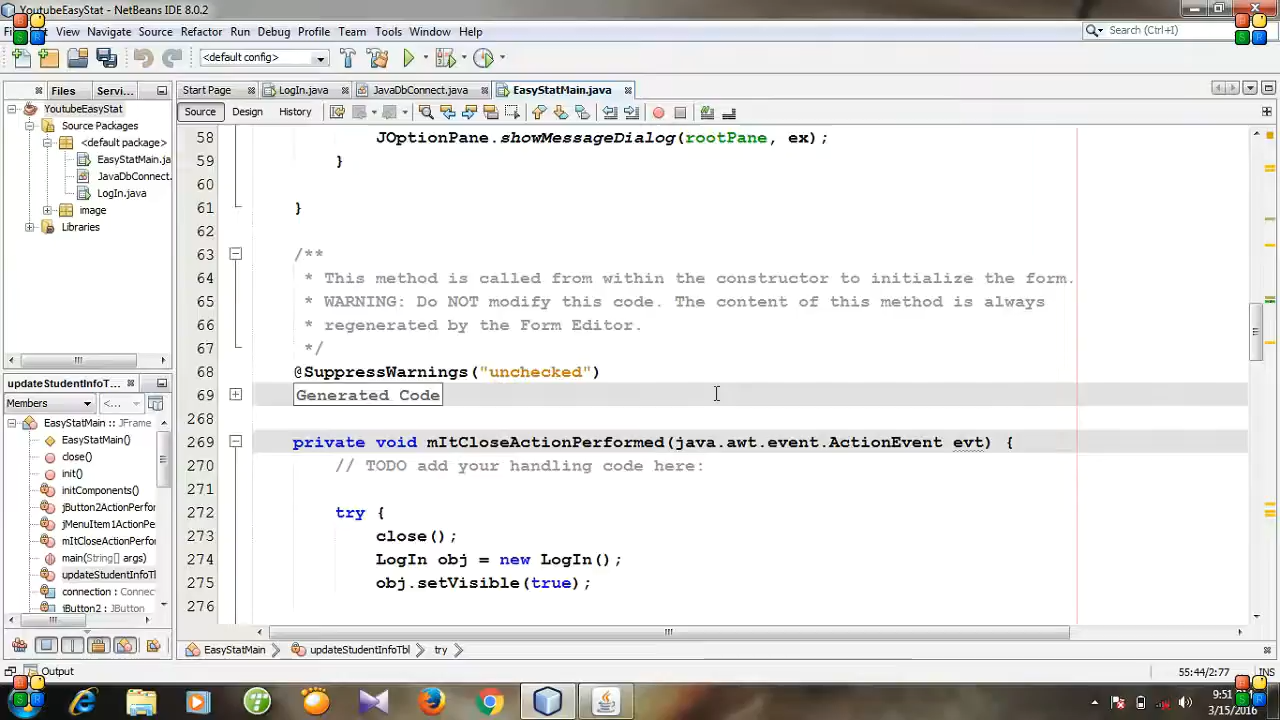 YoutubeEasyStat - NetBeans IDE 8.0.2
View Navigate Source Refactor Run Debug Profile Team Tools Window Help
Search (Ctrl+I)
<default config>
Files Servi...
Start Page LogIn.java JavaDbConnect.java EasyStatMain.java
YoutubeEasyStat
Source Packages
<default package>
EasyStatMain.ja
JavaDbConnect.
LogIn.java
image
Libraries
Source Design History
58 JOptionPane.showMessageDialog(rootPane, ex);
59 }
60
61 }
62
63 /**
64 * This method is called from within the constructor to initialize the form.
65 * WARNING: Do NOT modify this code. The content of this method is always
66 * regenerated by the Form Editor.
67 */
68 @SuppressWarnings("unchecked")
69 Generated Code
268
269 private void mItCloseActionPerformed(java.awt.event.ActionEvent evt) {
270 // TODO add your handling code here:
271
272 try {
273 close();
274 LogIn obj = new LogIn();
275 obj.setVisible(true);
276
updateStudentInfoT...
Members <...
EasyStatMain :: JFrame
EasyStatMain()
close()
init()
initComponents()
jButton2ActionPerfo
jMenuItem1ActionPe
mItCloseActionPerfo
main(String[] args)
updateStudentInfoTl
connection : Connec
jButton2 : JButton
EasyStatMain updateStudentInfoTbl try
Output
55:44/2:77 INS
9:51
3/15/2016